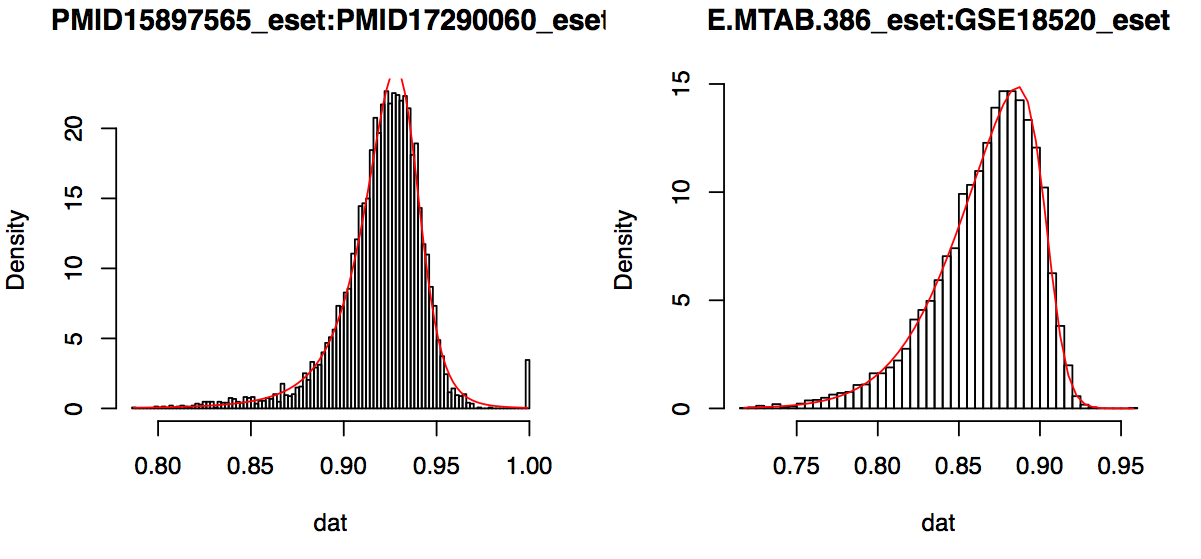 PMID15897565_eset:PMID17290060_eset
Density
0 5 10 15 20
0.80 0.85 0.90 0.95 1.00
dat
E.MTAB.386_eset:GSE18520_eset
Density
0 5 10 15
0.75 0.80 0.85 0.90 0.95
dat